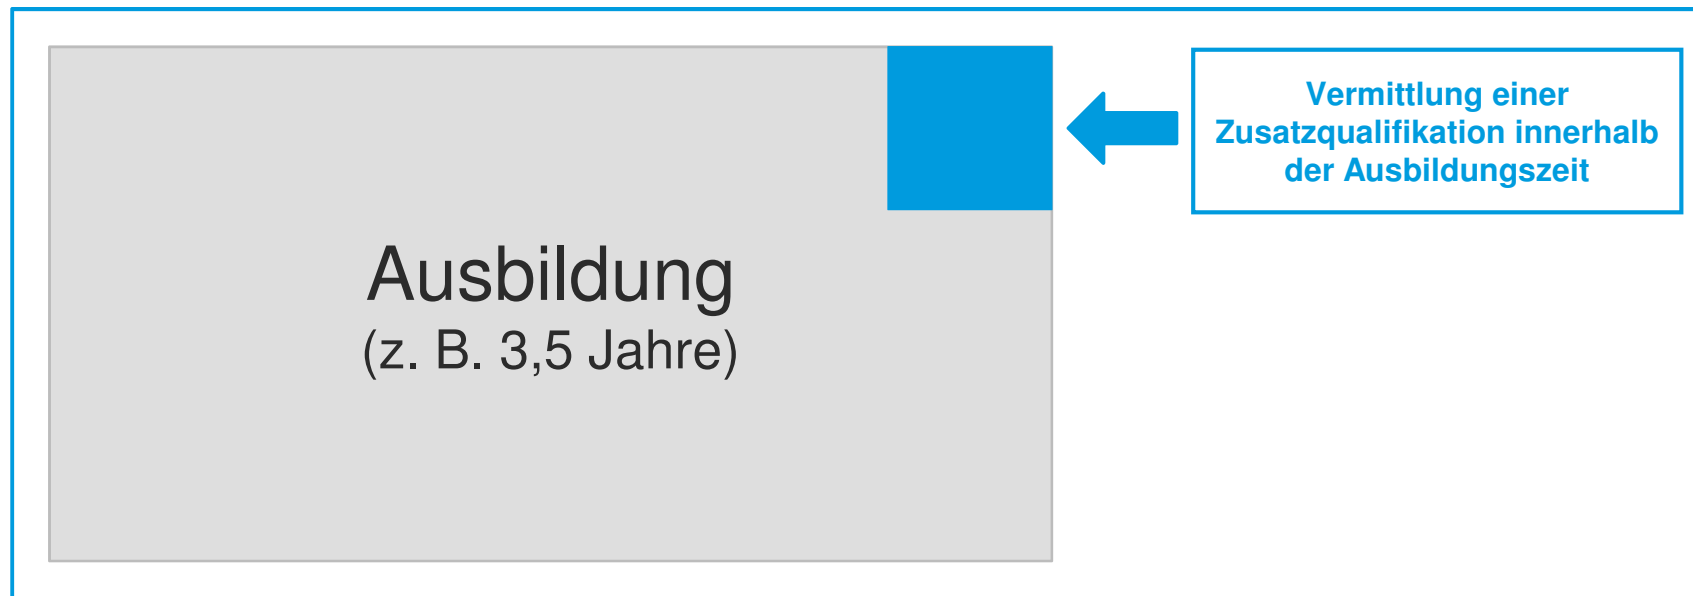 Vermittlung einer
Zusatzqualifikation innerhalb
der Ausbildungszeit
Ausbildung
(z. B. 3,5 Jahre)